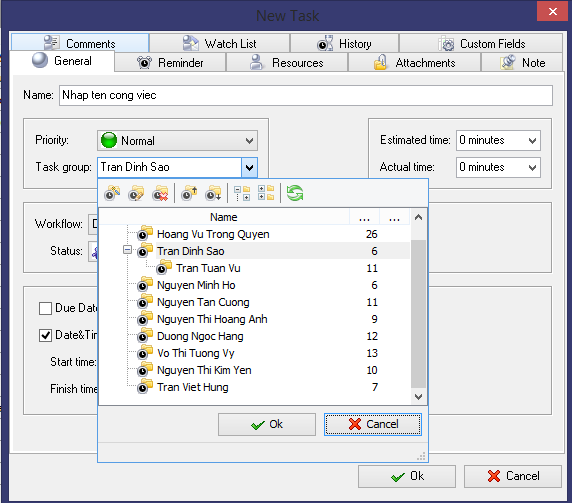 New Task
Comments Watch List History Custom Fields
General Reminder Resources Attachments Note
Name: Nhap ten cong viec
Priority: Normal Estimated time: 0 minutes
Task group: Tran Dinh Sao Actual time: 0 minutes
Name ... ...
Hoang Vu Trong Quyen 26
Workflow: D
Tran Dinh Sao 6
Status:
Tran Tuan Vu 11
Nguyen Minh Ho 6
Nguyen Tan Cuong 11
Due Dat
Nguyen Thi Hoang Anh 9
Date&Tim
Duong Ngoc Hang 12
Vo Thi Tuong Vy 13
Start time:
Nguyen Thi Kim Yen 10
Finish time
Tran Viet Hung 7
Ok Cancel
Ok Cancel